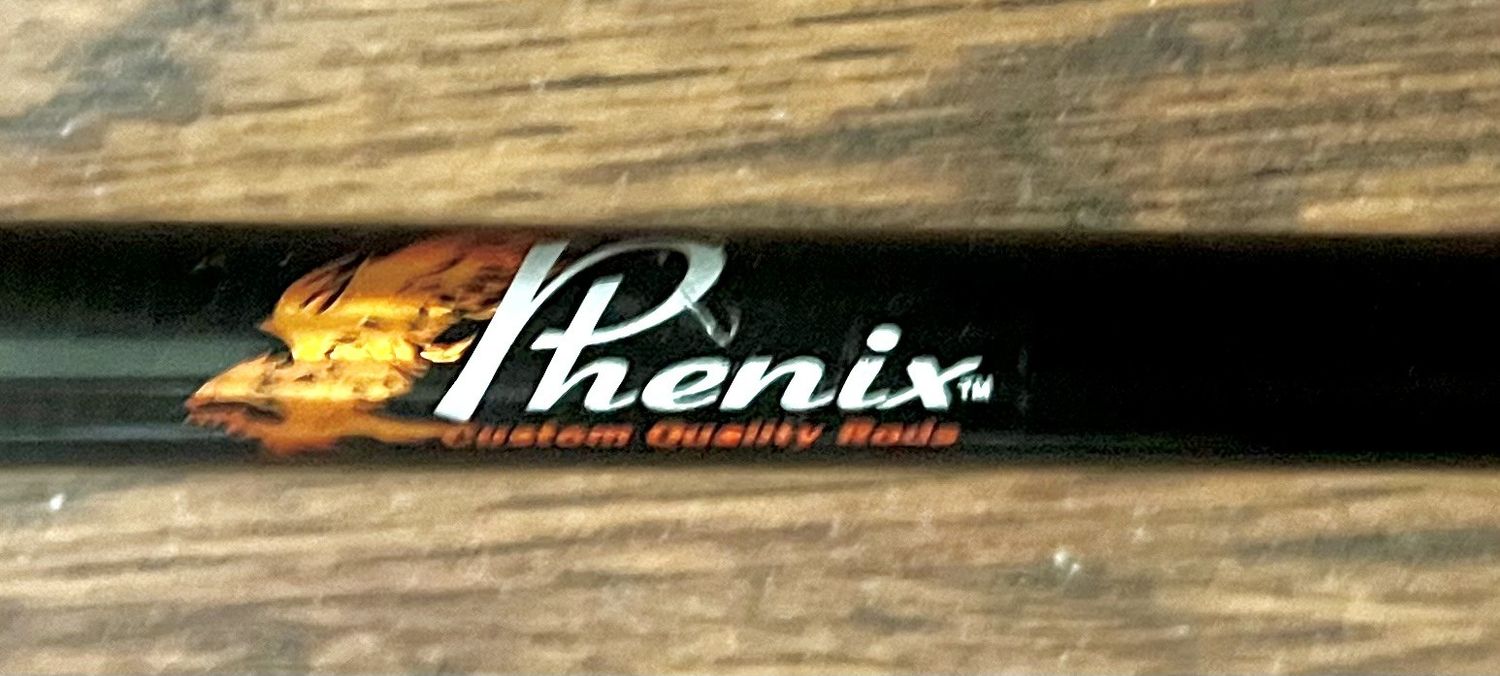 Phenix™
Custom Quality Rods